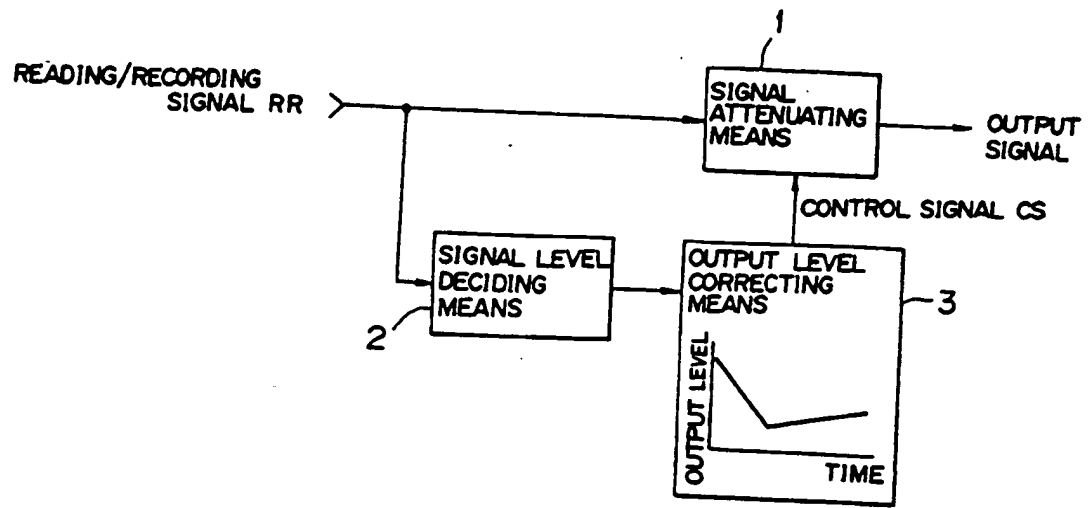 1
READING/RECORDING
SIGNAL RR
SIGNAL
ATTENUATING
MEANS
OUTPUT
SIGNAL
CONTROL SIGNAL CS
SIGNAL LEVEL
DECIDING
MEANS
2
OUTPUT LEVEL
CORRECTING
MEANS
3
OUTPUT LEVEL
TIME